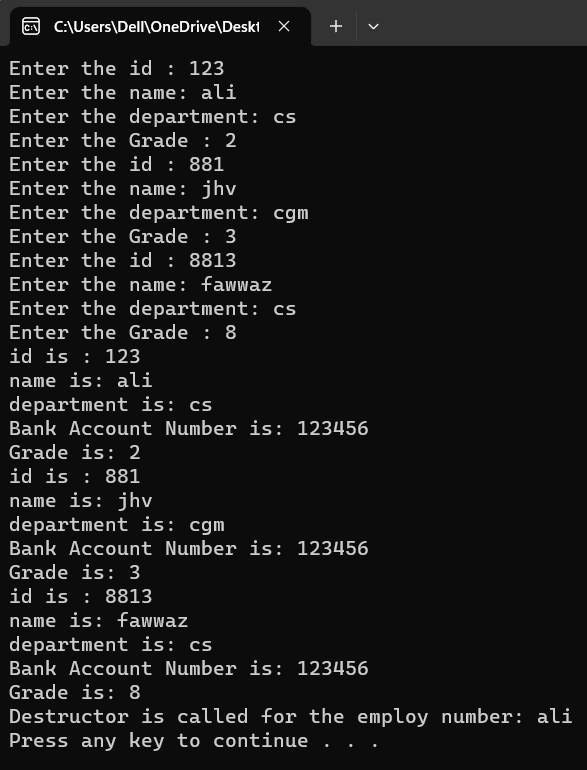 C:\Users\Dell\OneDrive\Deskt
Enter the id : 123
Enter the name: ali
Enter the department: cs
Enter the Grade : 2
Enter the id : 881
Enter the name: jhv
Enter the department: cgm
Enter the Grade : 3
Enter the id : 8813
Enter the name: fawwaz
Enter the department: cs
Enter the Grade : 8
id is : 123
name is: ali
department is: cs
Bank Account Number is: 123456
Grade is: 2
id is : 881
name is: jhv
department is: cgm
Bank Account Number is: 123456
Grade is: 3
id is : 8813
name is: fawwaz
department is: cs
Bank Account Number is: 123456
Grade is: 8
Destructor is called for the employ number: ali
Press any key to continue . . .